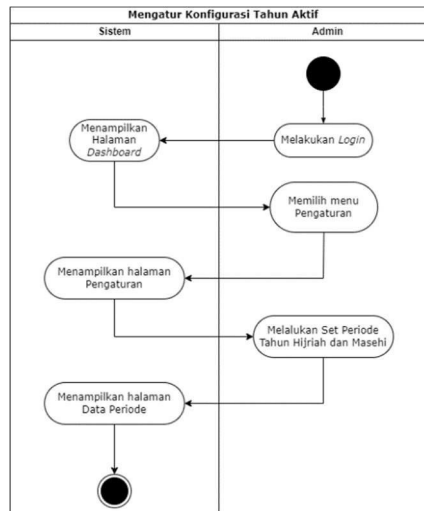 Mengatur Konfigurasi Tahun Aktif
Sistem
Admin
Melakukan Login
Menampilkan
Halaman
Dashboard
Memilih menu
Pengaturan
Menampilkan halaman
Pengaturan
Melalukan Set Periode
Tahun Hijriah dan Masehi
Menampilkan halaman
Data Periode